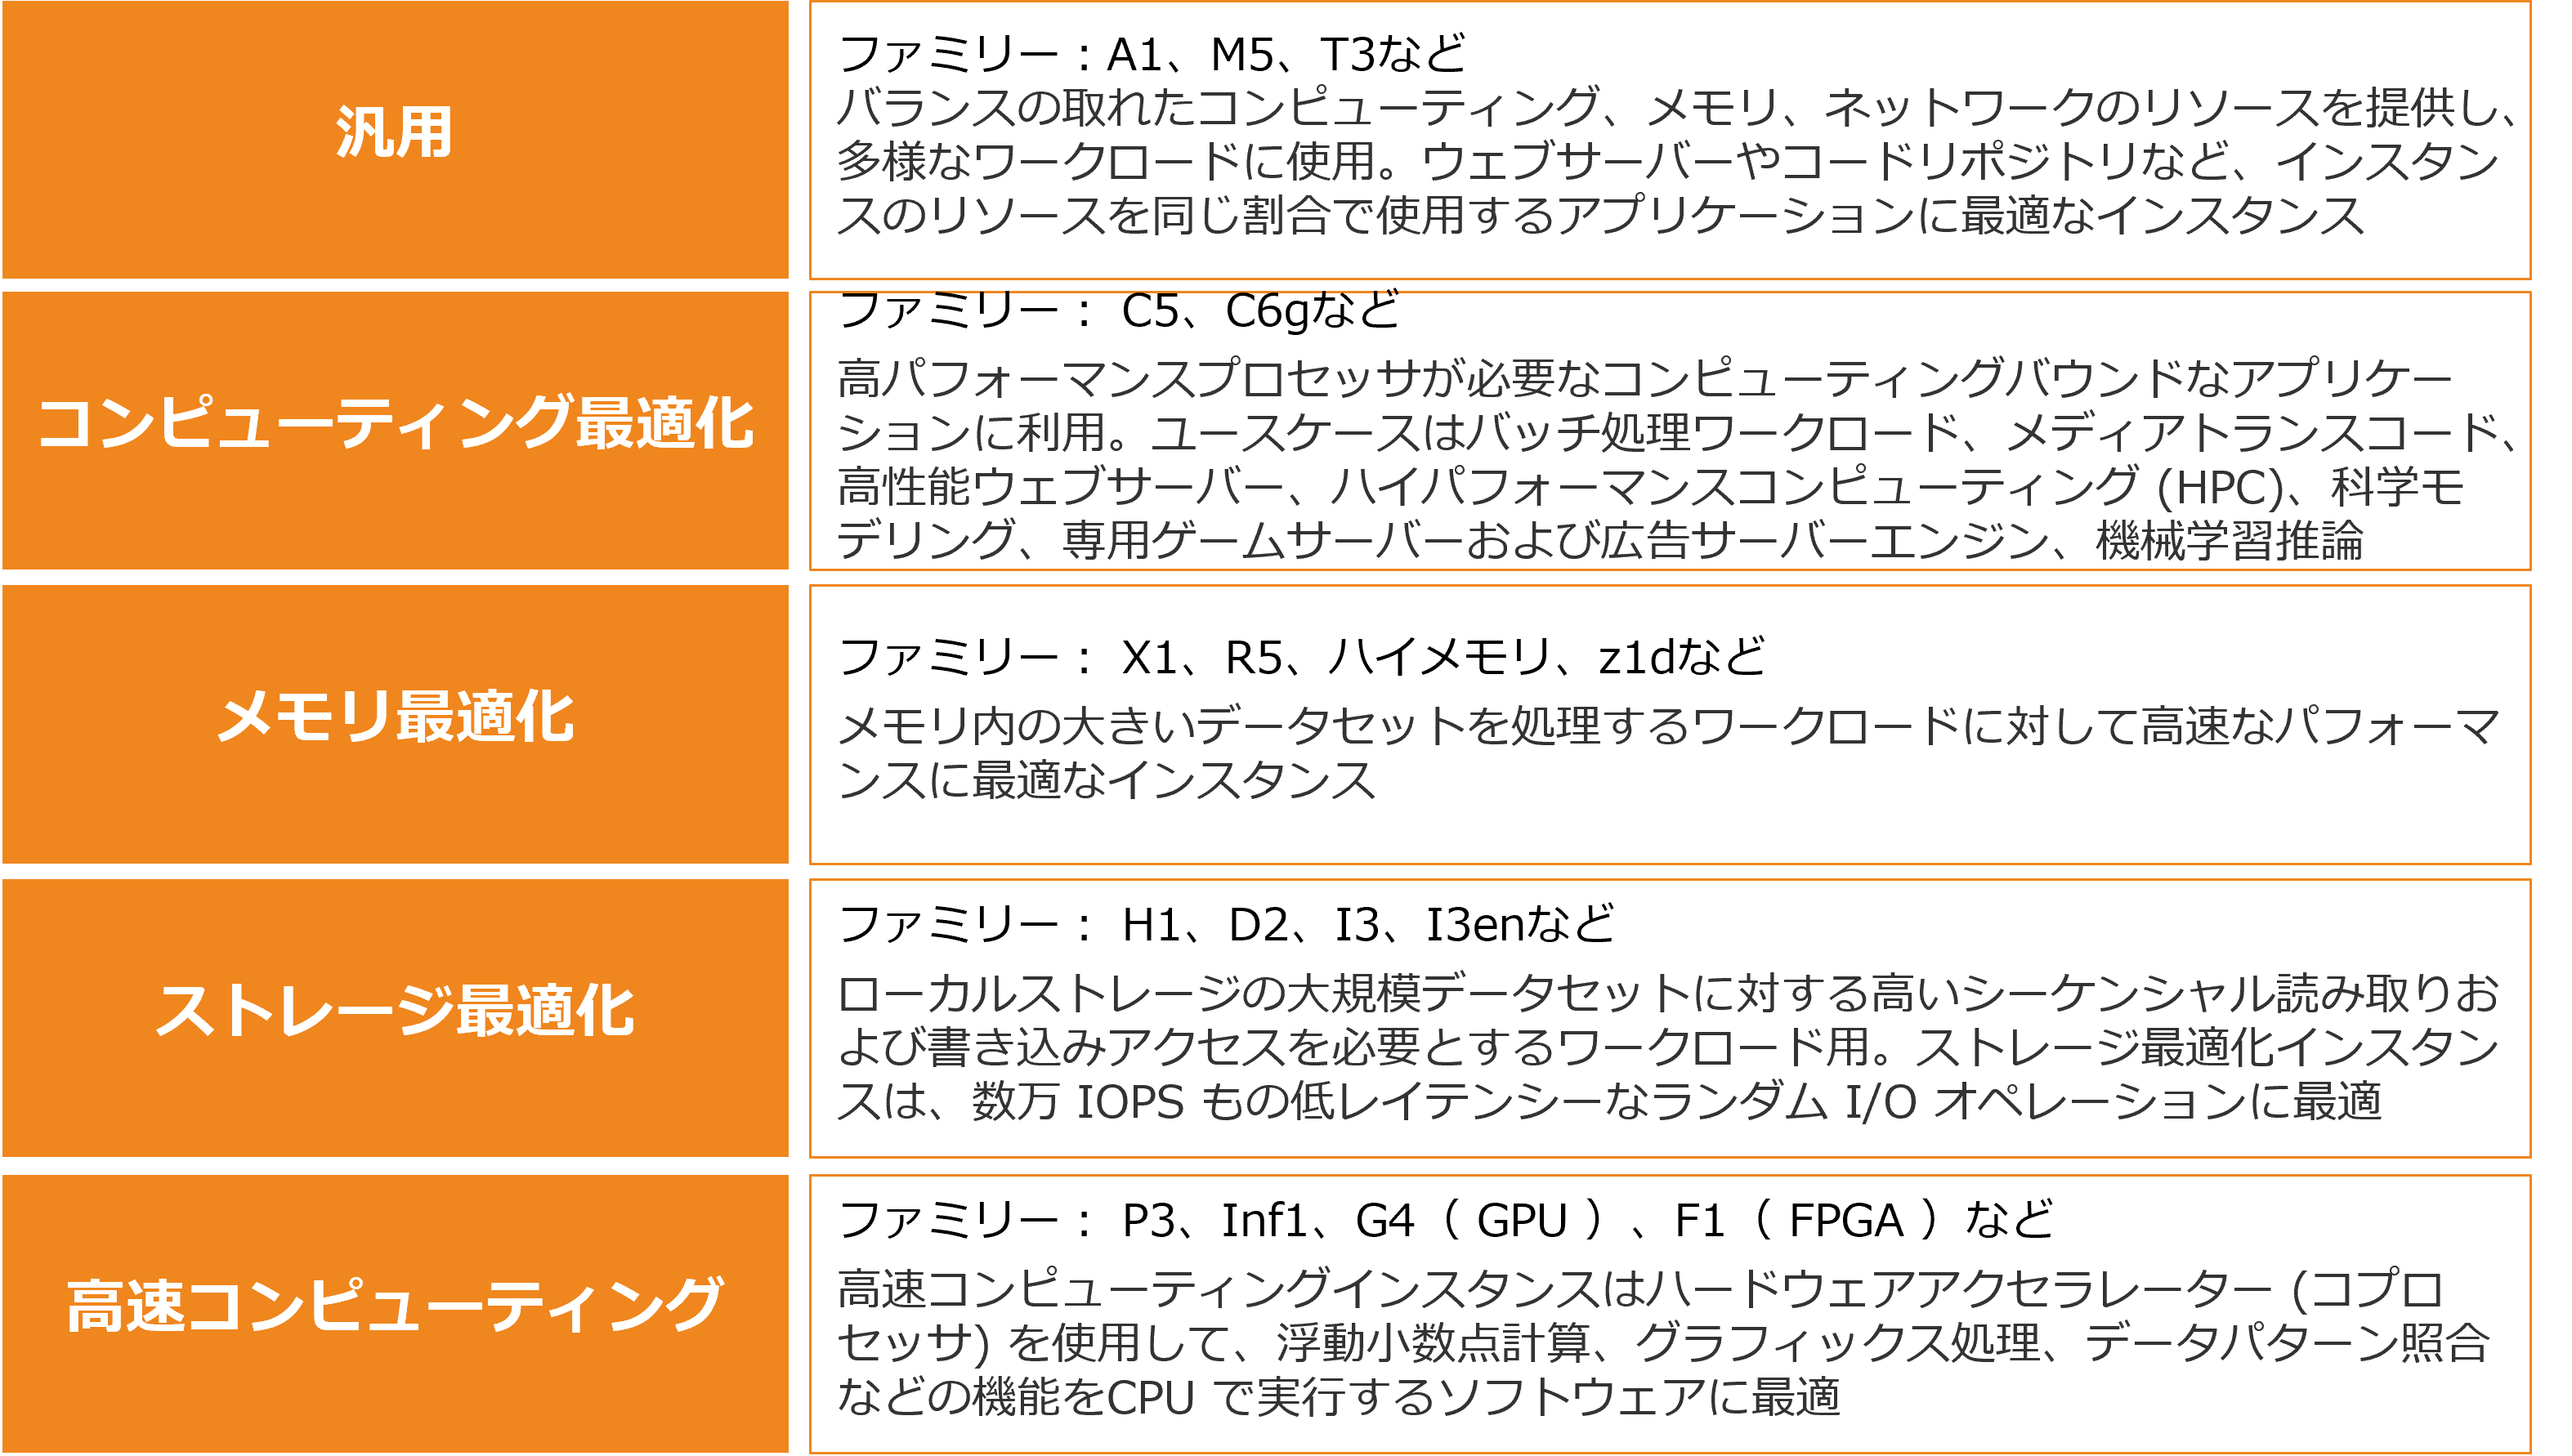 汎用
ファミリー：A1、M5、T3など
バランスの取れたコンピューティング、メモリ、ネットワークのリソースを提供し、
多様なワークロードに使用。ウェブサーバーやコードリポジトリなど、インスタン
スのリソースを同じ割合で使用するアプリケーションに最適なインスタンス
コンピューティング最適化
ファミリー： C5、C6gなど
高パフォーマンスプロセッサが必要なコンピューティングバウンドなアプリケー
ションに利用。ユースケースはバッチ処理ワークロード、メディアトランスコード、
高性能ウェブサーバー、ハイパフォーマンスコンピューティング (HPC)、科学モ
デリング、専用ゲームサーバーおよび広告サーバーエンジン、機械学習推論
メモリ最適化
ファミリー： X1、R5、ハイメモリ、z1dなど
メモリ内の大きいデータセットを処理するワークロードに対して高速なパフォーマ
ンスに最適なインスタンス
ストレージ最適化
ファミリー： H1、D2、I3、I3enなど
ローカルストレージの大規模データセットに対する高いシーケンシャル読み取りお
よび書き込みアクセスを必要とするワークロード用。ストレージ最適化インスタン
スは、数万 IOPS もの低レイテンシーなランダム I/O オペレーションに最適
高速コンピューティング
ファミリー： P3、Inf1、G4（ GPU ）、F1（ FPGA ）など
高速コンピューティングインスタンスはハードウェアアクセラレーター (コプロ
セッサ) を使用して、浮動小数点計算、グラフィックス処理、データパターン照合
などの機能をCPU で実行するソフトウェアに最適